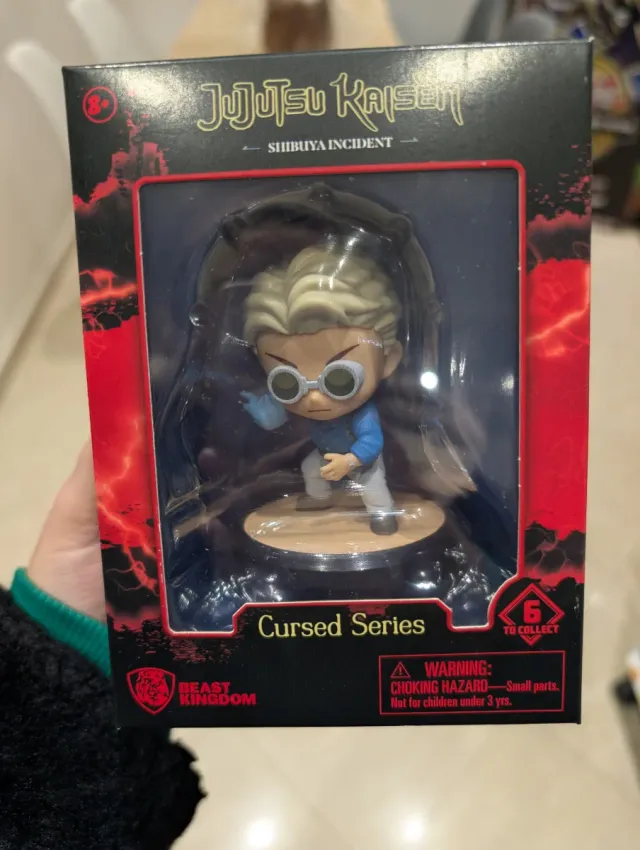 8+
JUJUTSU KAISEN
SHIBUYA INCIDENT
Cursed Series
6
TO COLLECT
BEAST
KINGDOM
WARNING:
CHOKING HAZARD—Small parts.
Not for children under 3 yrs.